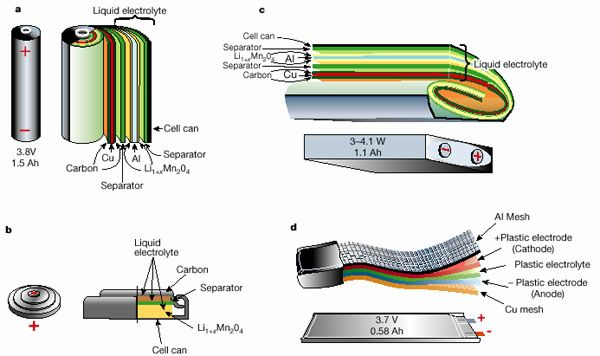 a
Liquid electrolyte
+
−
3.8V
1.5 Ah
Cell can
Separator
Carbon
Cu
Al
Li1+xMn2O4
Separator
c
Cell can
Separator
Li1+xMn2O4
Al
Separator
Carbon
Cu
Liquid electrolyte
3–4.1 W
1.1 Ah
−
+
b
Liquid
electrolyte
Carbon
Separator
Li1+xMn2O4
Cell can
+
d
Al Mesh
+Plastic electrode
(Cathode)
Plastic electrolyte
− Plastic electrode
(Anode)
Cu mesh
3.7 V
0.58 Ah
+
-